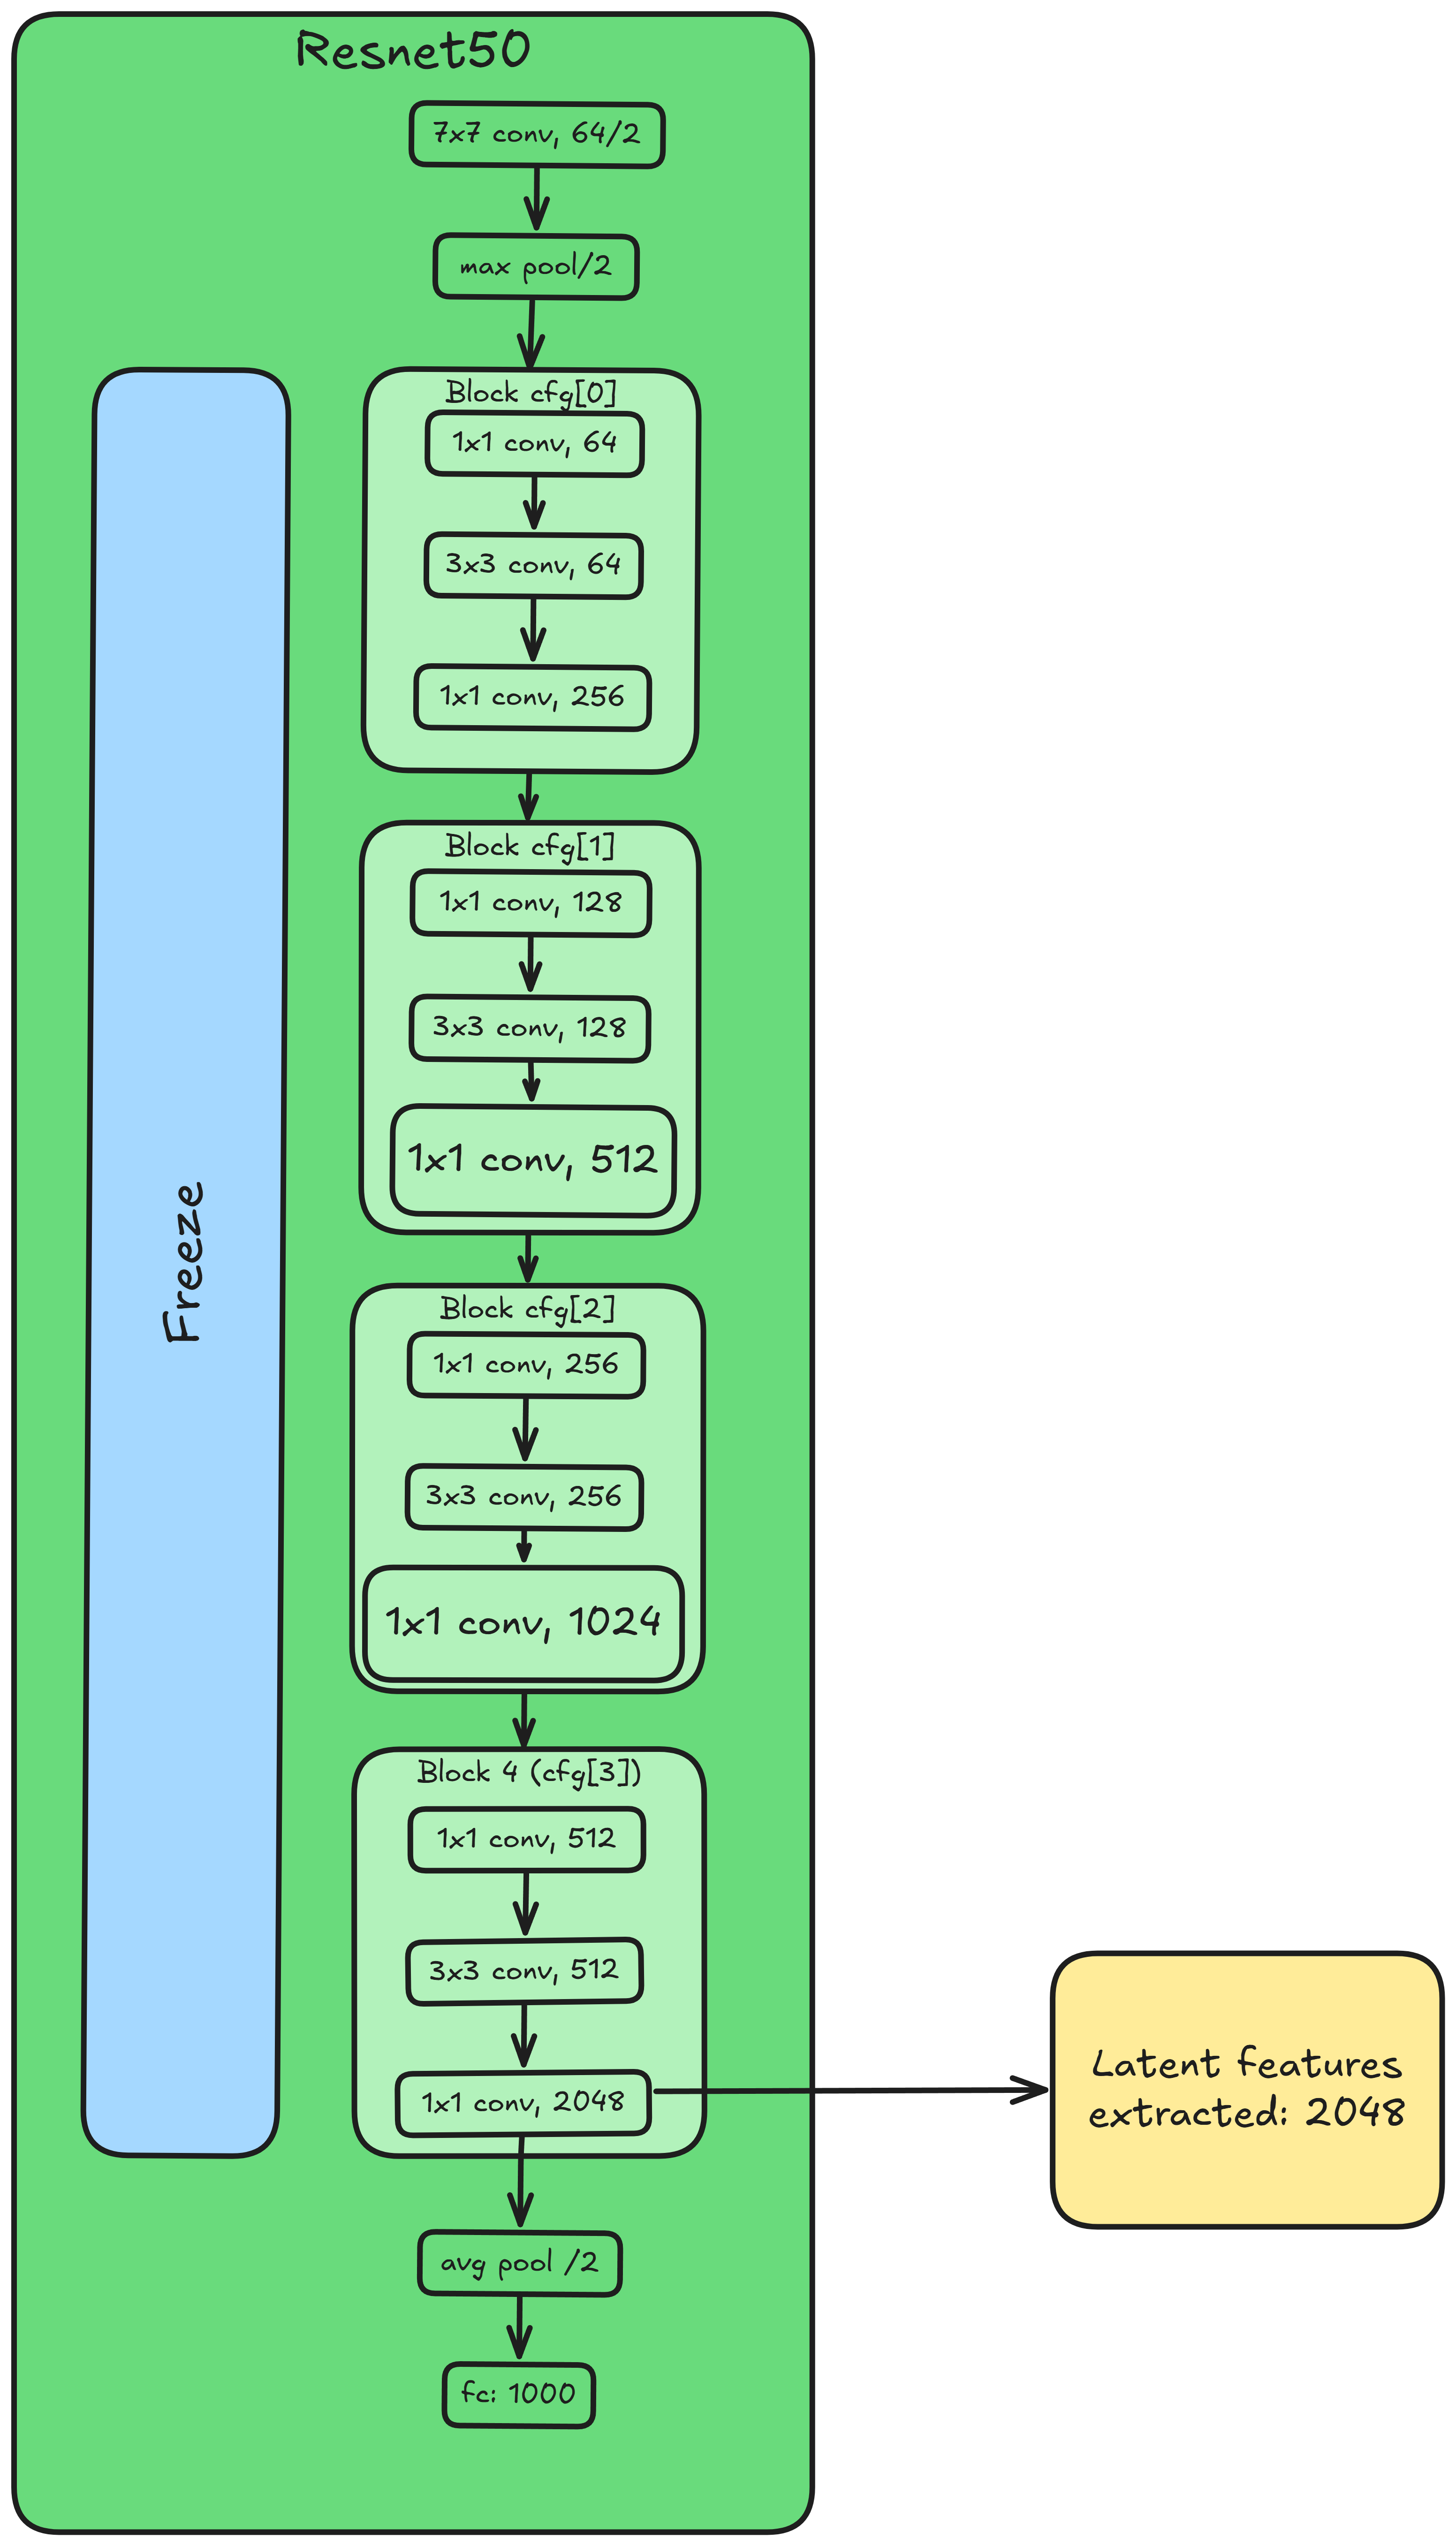 Resnet50
7x7 conv, 64/2
max pool/2
Block cfg[0]
1x1 conv, 64
3x3 conv, 64
1x1 conv, 256
Block cfg[1]
1x1 conv, 128
3x3 conv, 128
1x1 conv, 512
Freeze
Block cfg[2]
1x1 conv, 256
3x3 conv, 256
1x1 conv, 1024
Block 4 (cfg[3])
1x1 conv, 512
3x3 conv, 512
1x1 conv, 2048
Latent features
extracted: 2048
avg pool /2
fc: 1000